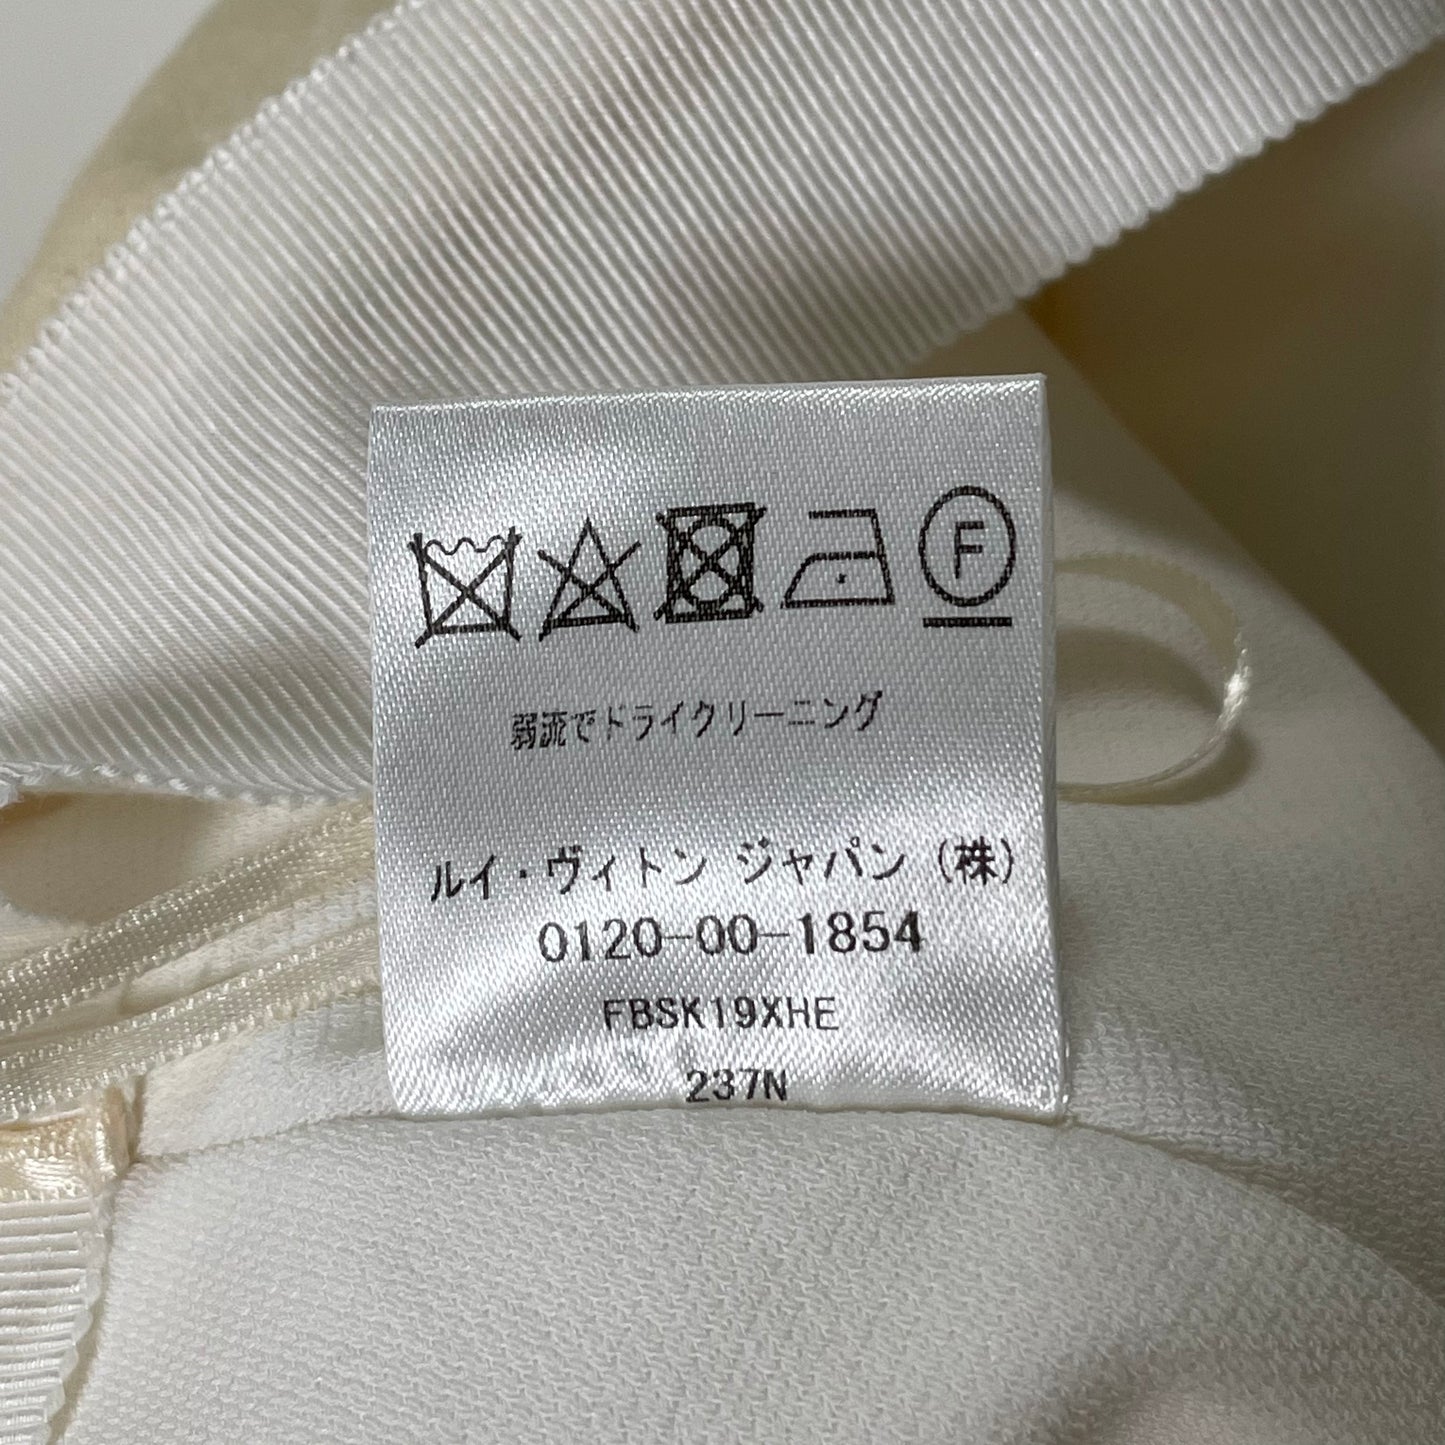 F
弱流でドライクリーニング
ルイ・ヴィトン ジャパン (株)
0120-00-1854
FBSK19XHE
237N